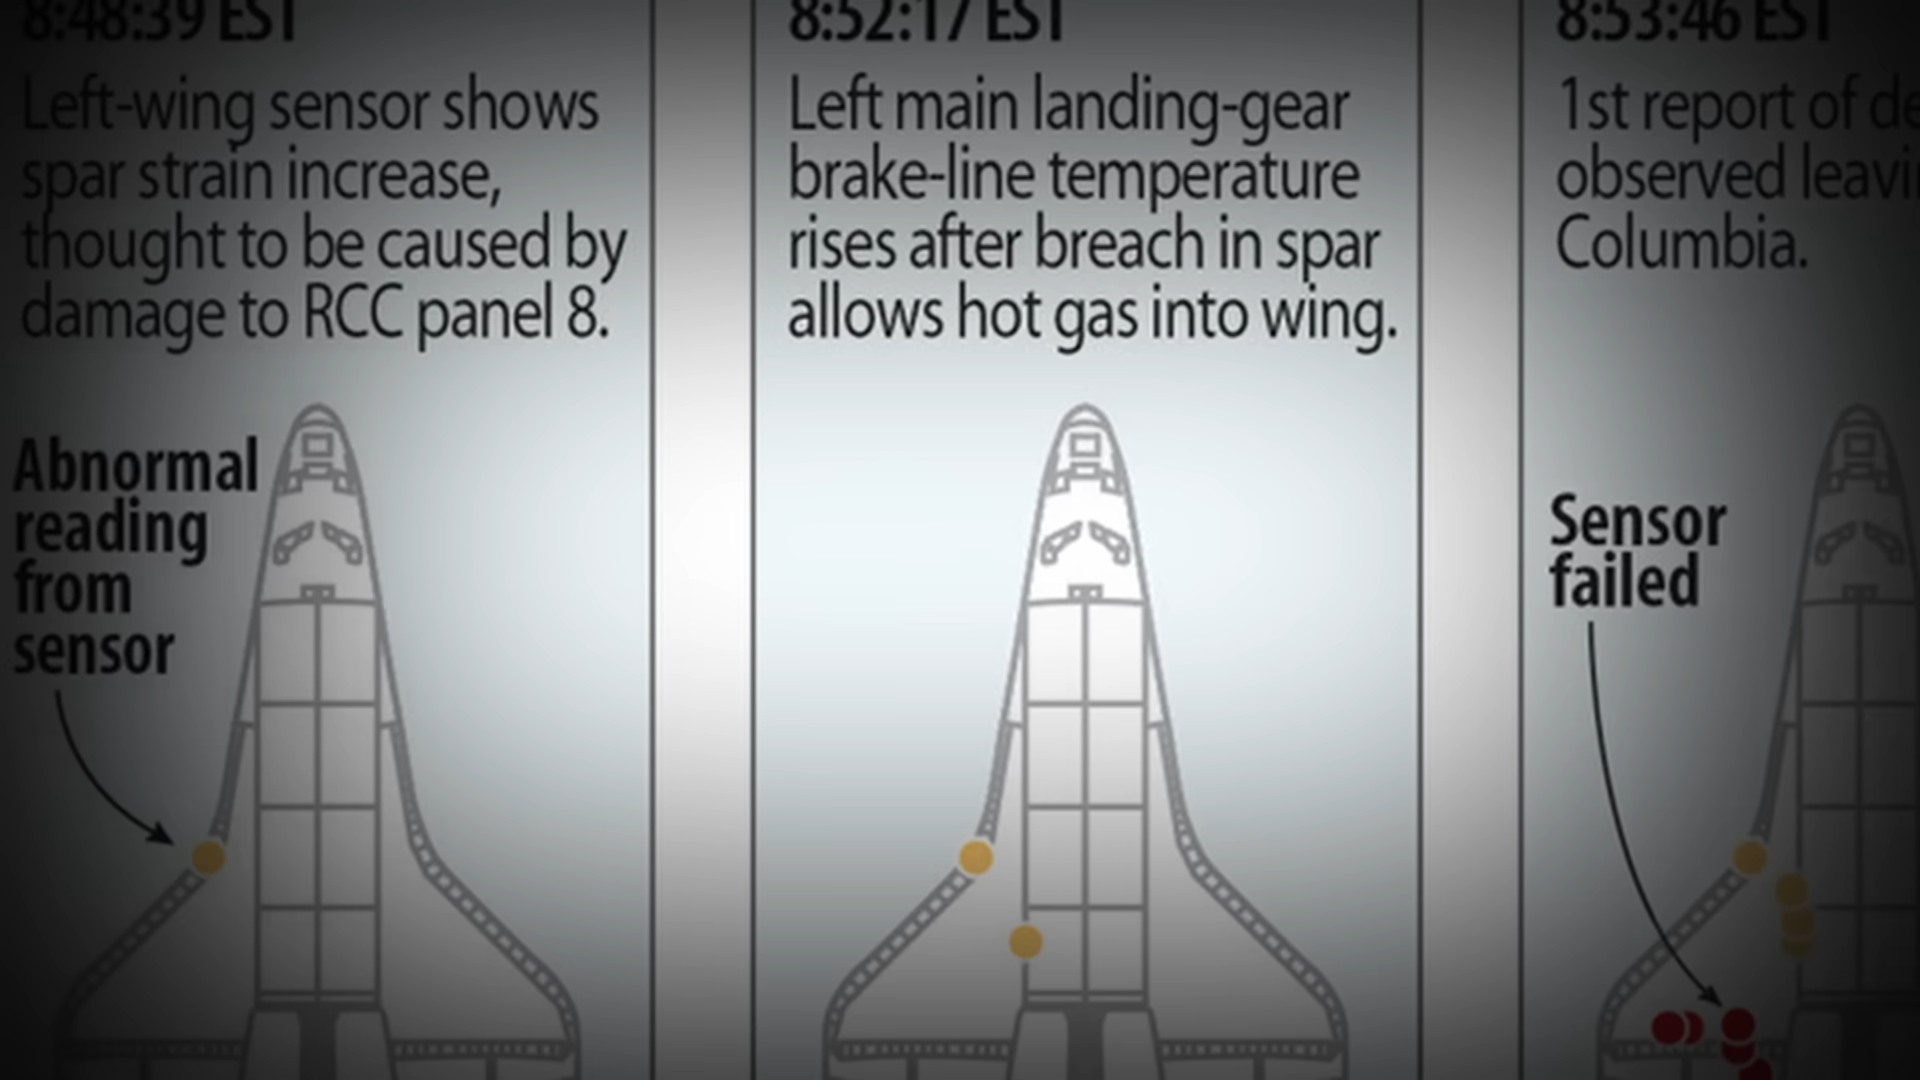 8:48:39 EST
Left-wing sensor shows
spar strain increase,
thought to be caused by
damage to RCC panel 8.
Abnormal
reading
from
sensor
8:52:17 EST
Left main landing-gear
brake-line temperature
rises after breach in spar
allows hot gas into wing.
8:53:46 EST
1st report of
observed
Columbia.
Sensor
failed